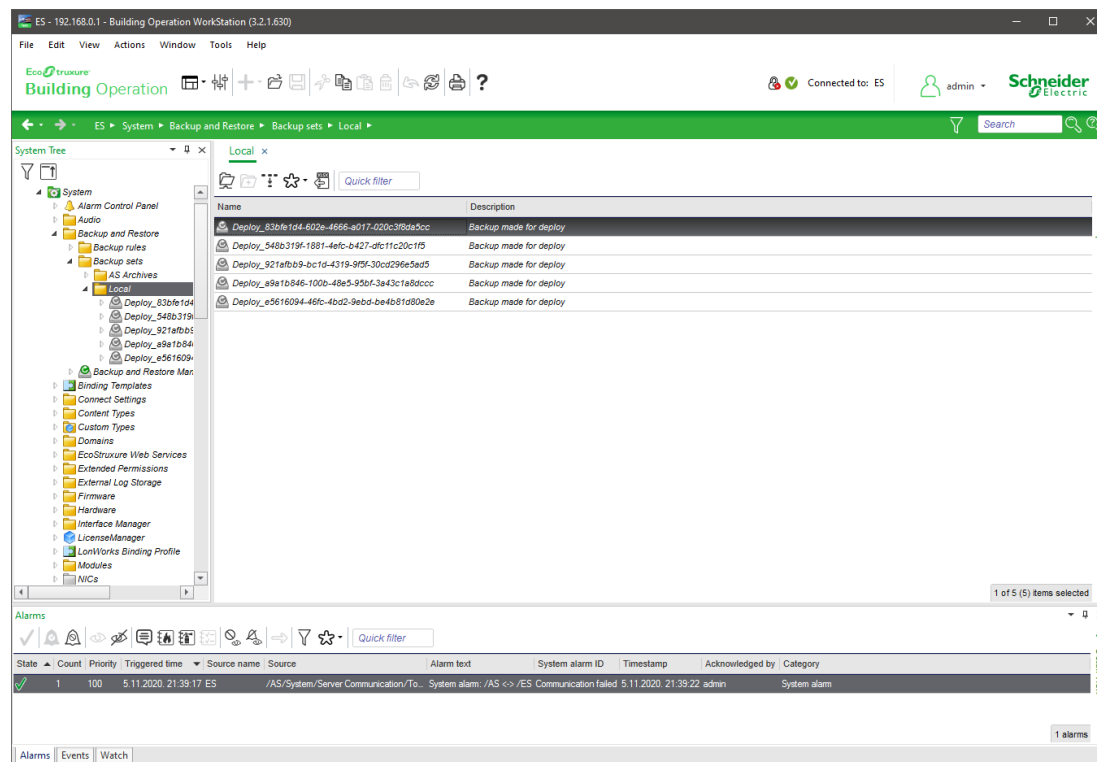 ES - 192.168.0.1 - Building Operation WorkStation (3.2.1.630)
File Edit View Actions Window Tools Help
EcoStruxure
Building Operation
Connected to: ES
admin
Schneider
Electric
ES System Backup and Restore Backup sets Local
Search
System Tree
Local
Quick filter
System
Alarm Control Panel
Audio
Backup and Restore
Backup rules
Backup sets
AS Archives
Local
Deploy_83bfe1d4
Deploy_548b319
Deploy_921afbb9
Deploy_a9a1b84
Deploy_e561609
Backup and Restore Man
Binding Templates
Connect Settings
Content Types
Custom Types
Domains
EcoStruxure Web Services
Extended Permissions
External Log Storage
Firmware
Hardware
Interface Manager
LicenseManager
LonWorks Binding Profile
Modules
NICs
Name Description
Deploy_83bfe1d4-602e-4666-a017-020c3f8da5cc Backup made for deploy
Deploy_548b319f-1881-4efc-b427-dfc11c20c1f5 Backup made for deploy
Deploy_921afbb9-bc1d-4319-9f5f-30cd296e5ad5 Backup made for deploy
Deploy_a9a1b846-100b-48e5-95bf-3a43c1a8dccc Backup made for deploy
Deploy_e5616094-46fc-4bd2-9ebd-be4b81d80e2e Backup made for deploy
1 of 5 (5) items selected
Alarms
Quick filter
State Count Priority Triggered time Source name Source Alarm text System alarm ID Timestamp Acknowledged by Category
1 100 5.11.2020. 21:39:17 ES /AS/System/Server Communication/To... System alarm: /AS <-> /ES Communication failed 5.11.2020. 21:39:22 admin System alarm
1 alarms
Alarms Events Watch